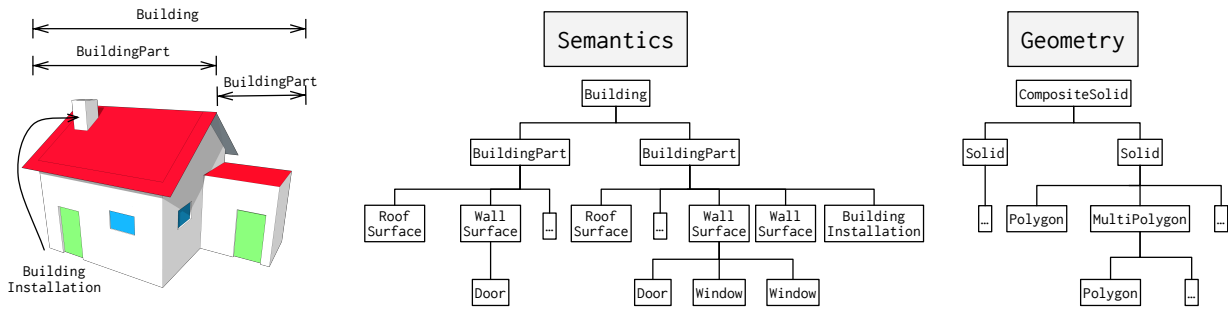 Building
BuildingPart
BuildingPart
Building
Installation
Semantics
Building
BuildingPart
BuildingPart
Roof
Surface
Wall
Surface
…
Roof
Surface
…
Wall
Surface
Wall
Surface
Building
Installation
Door
Door
Window
Window
Geometry
CompositeSolid
Solid
Solid
…
Polygon
MultiPolygon
…
Polygon
…